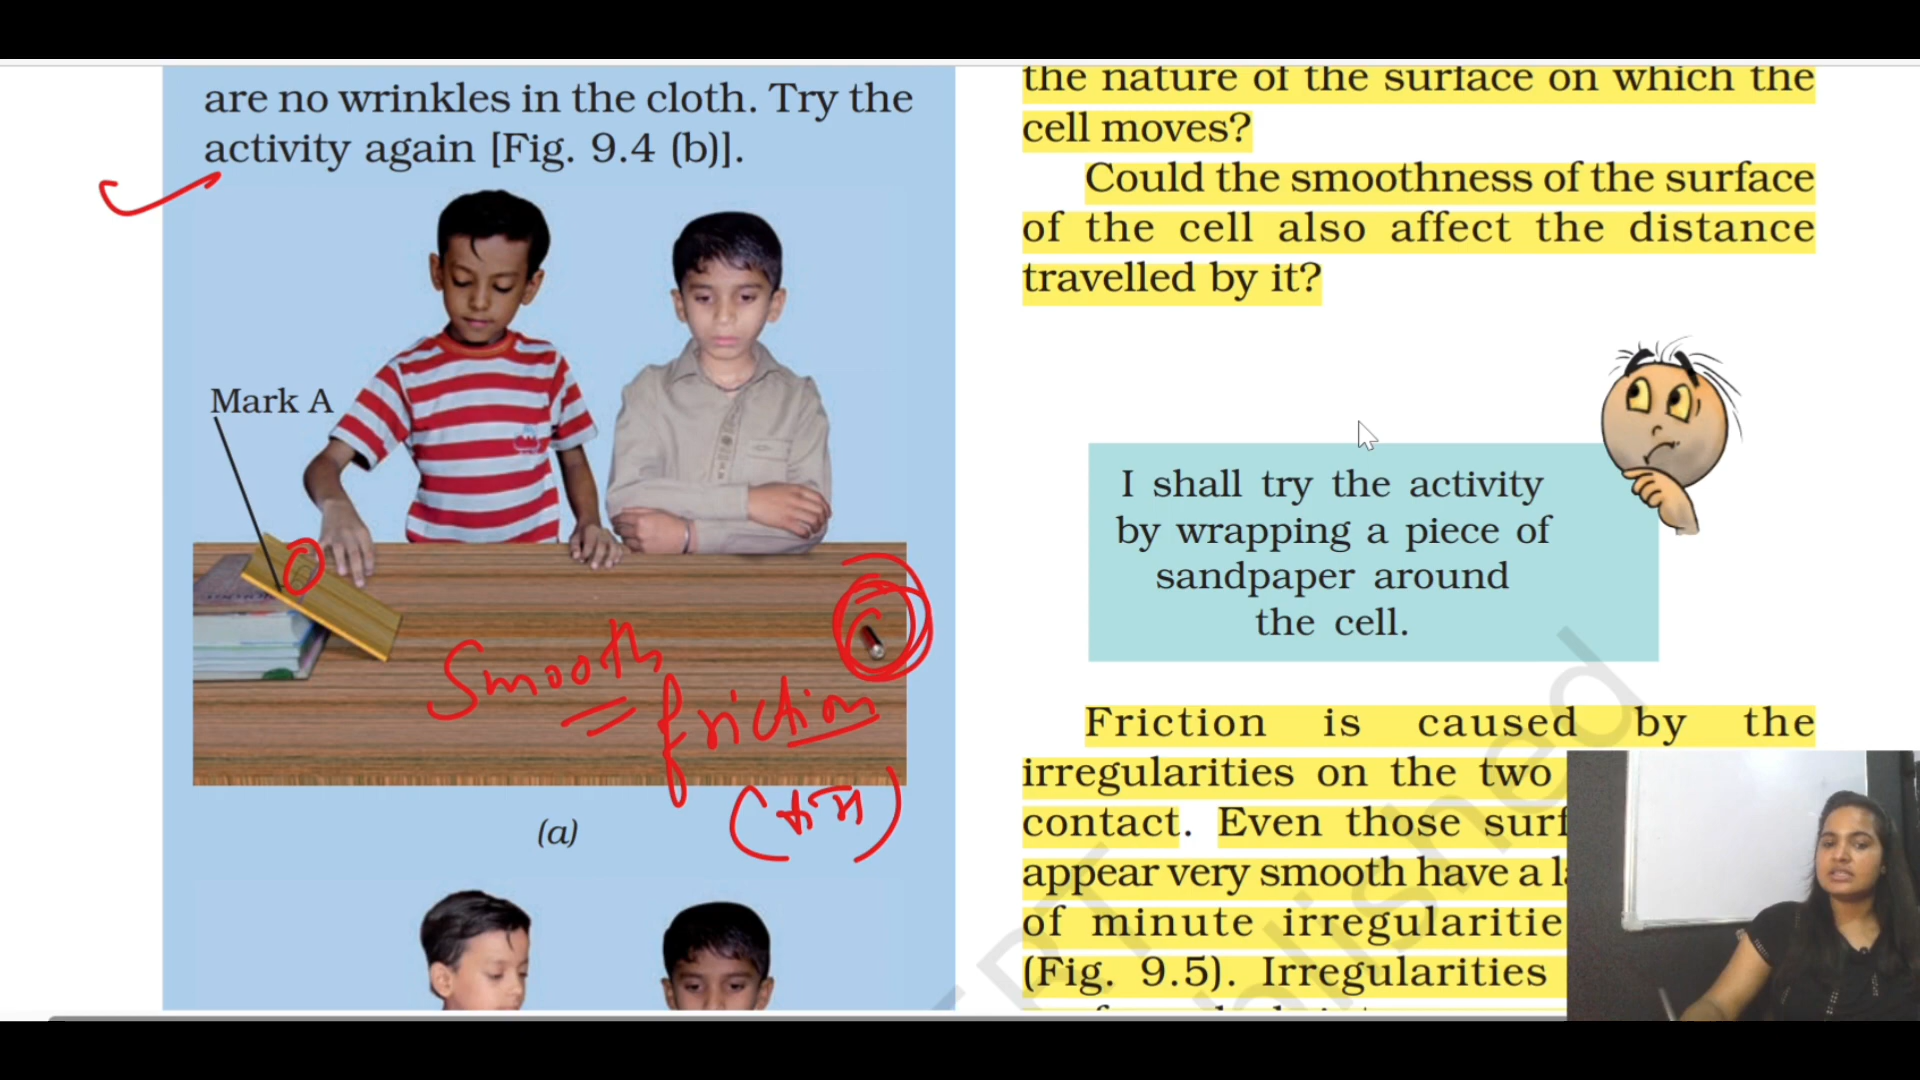 are no wrinkles in the cloth. Try the
activity again [Fig. 9.4 (b)].
Mark A
Smooth
= friction
(कम)
(a)
the nature of the surface on which the
cell moves?
Could the smoothness of the surface
of the cell also affect the distance
travelled by it?
I shall try the activity
by wrapping a piece of
sandpaper around
the cell.
Friction is caused by the
irregularities on the two
contact. Even those surf
appear very smooth have a l
of minute irregularitie
(Fig. 9.5). Irregularities